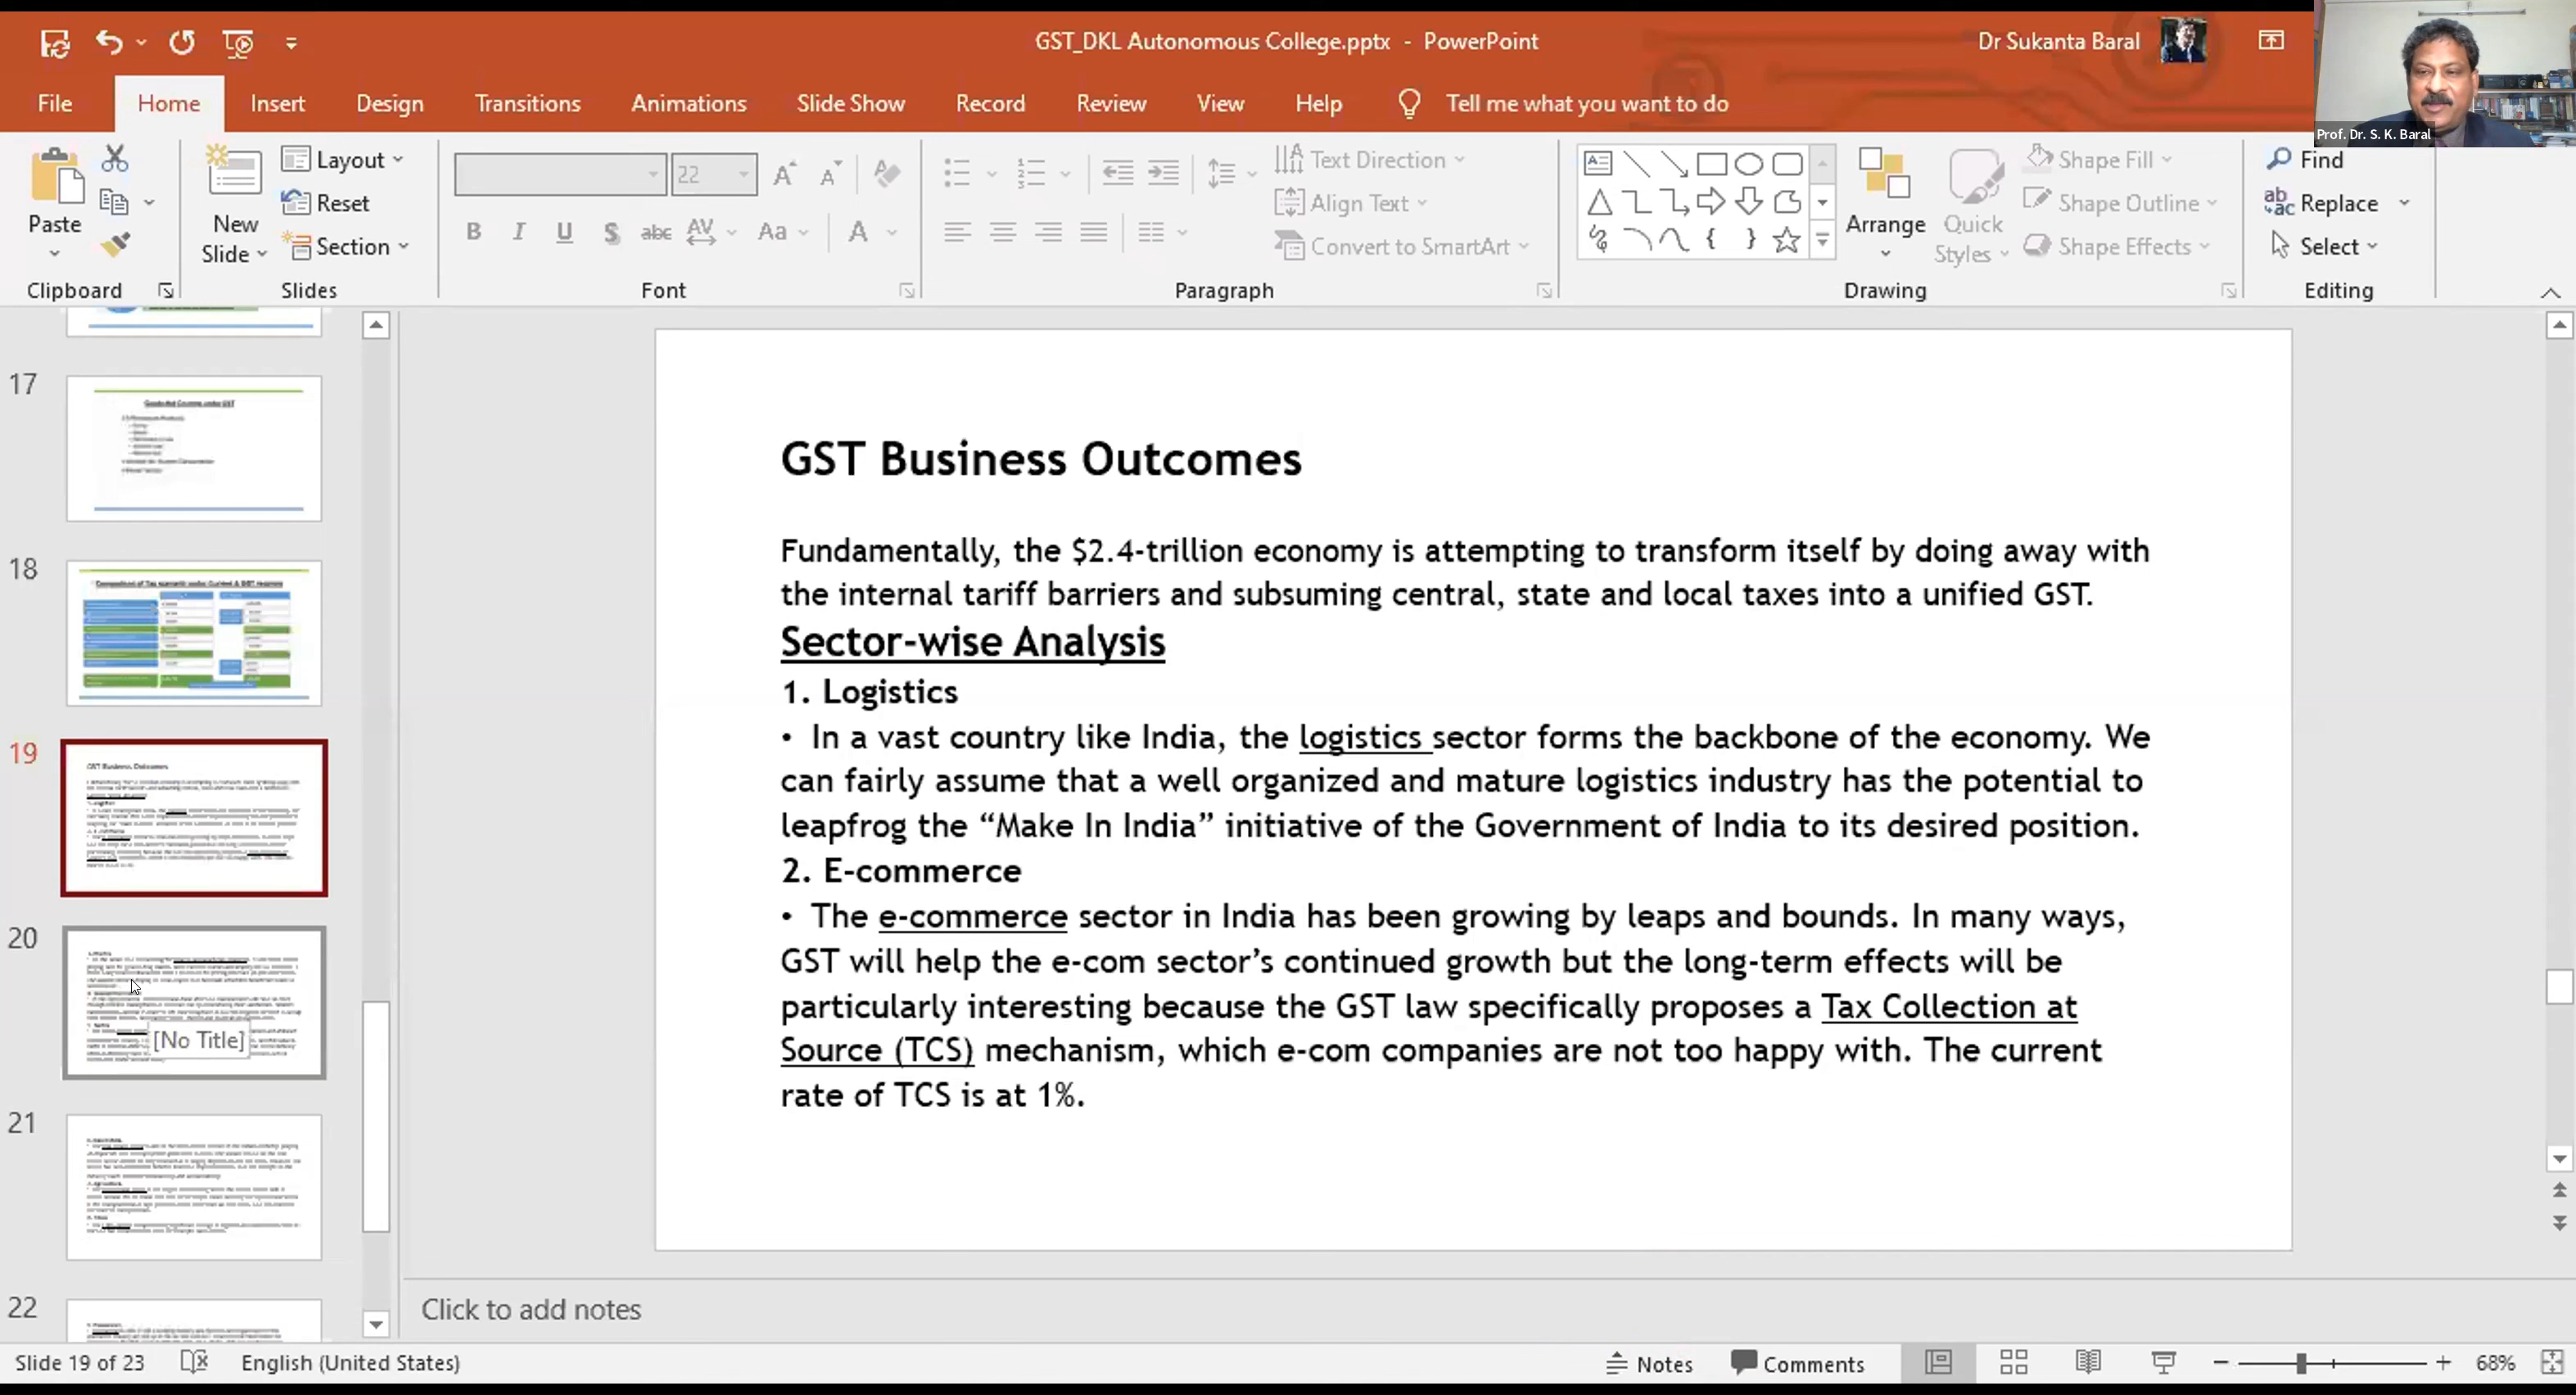 GST_DKL Autonomous College.pptx - PowerPoint
Dr Sukanta Baral
Prof. Dr. S. K. Baral
File Home Insert Design Transitions Animations Slide Show Record Review View Help Tell me what you want to do
Paste
Clipboard
New Slide
Layout
Reset
Section
Slides
22
B I U S abc AV Aa A
Font
Text Direction
Align Text
Convert to SmartArt
Paragraph
Arrange
Quick Styles
Shape Fill
Shape Outline
Shape Effects
Drawing
Find
Replace
Select
Editing
17
18
19
20
[No Title]
21
22
GST Business Outcomes
Fundamentally, the $2.4-trillion economy is attempting to transform itself by doing away with
the internal tariff barriers and subsuming central, state and local taxes into a unified GST.
Sector-wise Analysis
1. Logistics
• In a vast country like India, the logistics sector forms the backbone of the economy. We
can fairly assume that a well organized and mature logistics industry has the potential to
leapfrog the “Make In India” initiative of the Government of India to its desired position.
2. E-commerce
• The e-commerce sector in India has been growing by leaps and bounds. In many ways,
GST will help the e-com sector’s continued growth but the long-term effects will be
particularly interesting because the GST law specifically proposes a Tax Collection at
Source (TCS) mechanism, which e-com companies are not too happy with. The current
rate of TCS is at 1%.
Click to add notes
Slide 19 of 23 English (United States) Notes Comments 68%